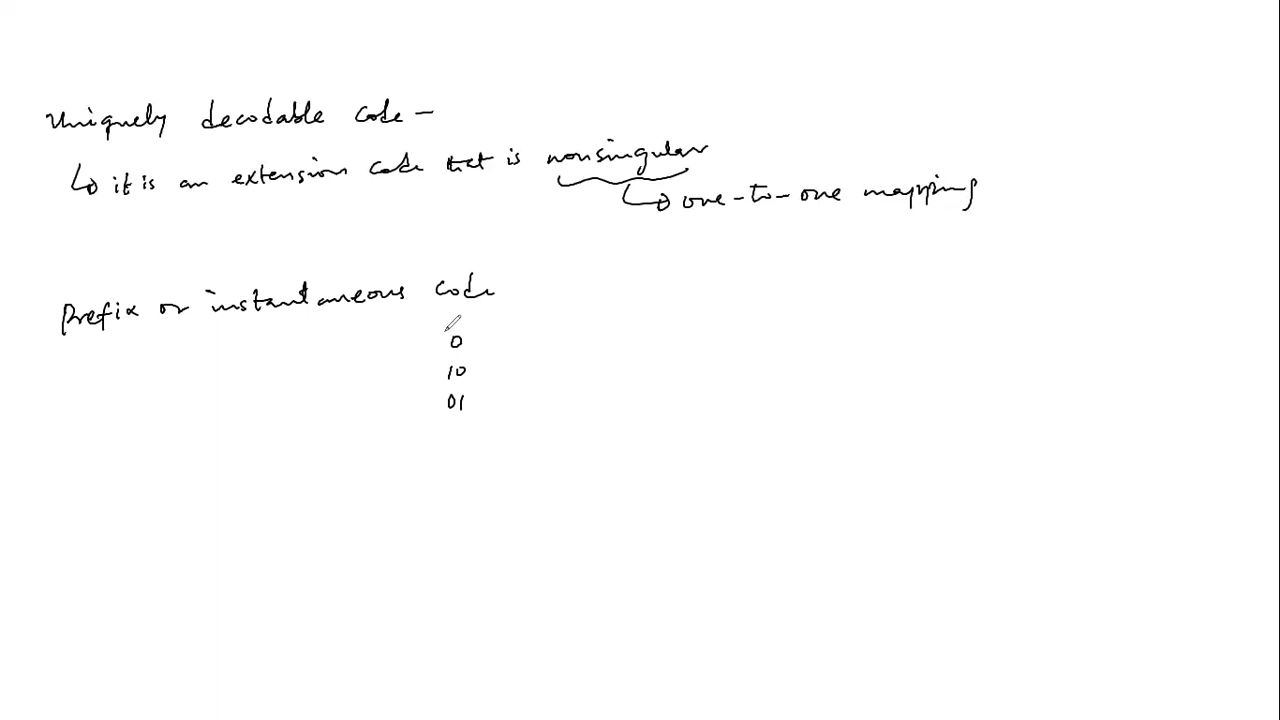 Uniquely decodable code –
↳ it is an extension code that is nonsingular
↳ one-to-one mapping
Prefix or instantaneous code
0
10
01